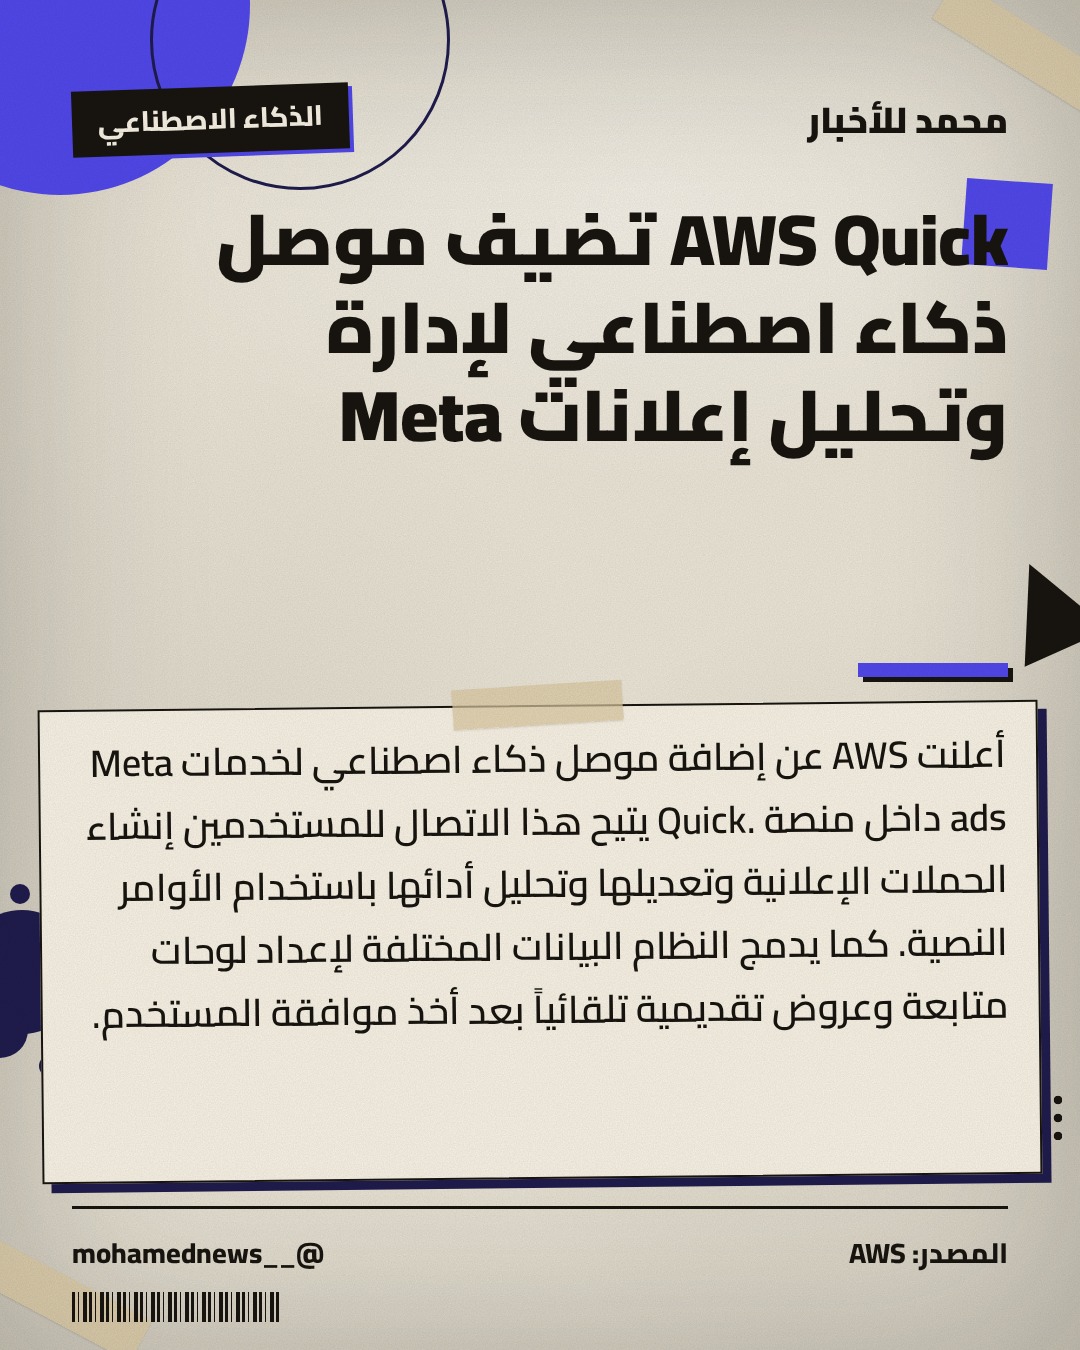 محمد للأخبار
الذكاء الاصطناعي
AWS Quick تضيف موصل
ذكاء اصطناعي لإدارة
وتحليل إعلانات Meta
أعلنت AWS عن إضافة موصل ذكاء اصطناعي لخدمات Meta
ads داخل منصة .Quick يتيح هذا الاتصال للمستخدمين إنشاء
الحملات الإعلانية وتعديلها وتحليل أدائها باستخدام الأوامر
النصية. كما يدمج النظام البيانات المختلفة لإعداد لوحات
متابعة وعروض تقديمية تلقائياً بعد أخذ موافقة المستخدم.
المصدر: AWS
mohamednews__@